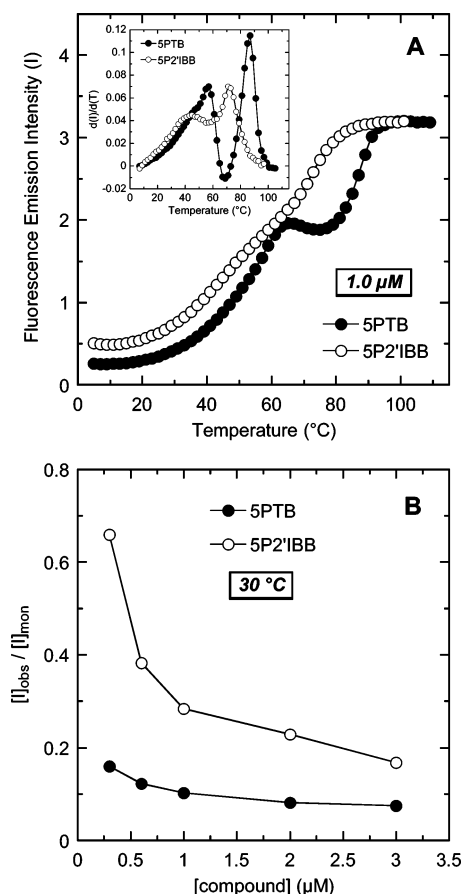 A
Fluorescence Emission Intensity (I)
4
3
2
1
0
0 20 40 60 80 100
Temperature (°C)
1.0 µM
5PTB
5P2'IBB
0.12
0.1
0.08
0.06
0.04
0.02
0
-0.02
d(I)/d(T)
5PTB
5P2'IBB
0 20 40 60 80 100
Temperature (°C)
B
[I]obs / [I]mon
0.8
0.6
0.4
0.2
0
0 0.5 1 1.5 2 2.5 3 3.5
[compound] (µM)
5PTB
5P2'IBB
30 °C